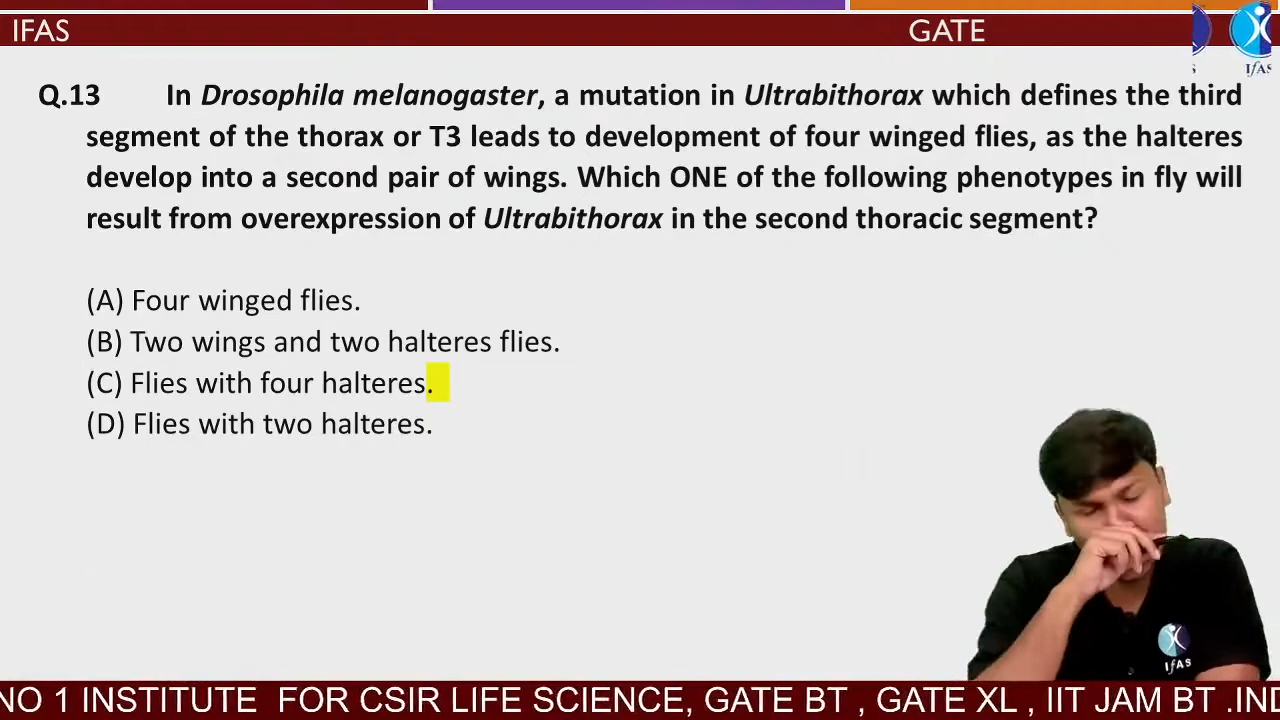 IFAS
GATE
IfAS
Q.13 In Drosophila melanogaster, a mutation in Ultrabithorax which defines the third
segment of the thorax or T3 leads to development of four winged flies, as the halteres
develop into a second pair of wings. Which ONE of the following phenotypes in fly will
result from overexpression of Ultrabithorax in the second thoracic segment?
(A) Four winged flies.
(B) Two wings and two halteres flies.
(C) Flies with four halteres.
(D) Flies with two halteres.
IfAS
NO 1 INSTITUTE FOR CSIR LIFE SCIENCE, GATE BT , GATE XL , IIT JAM BT .IND